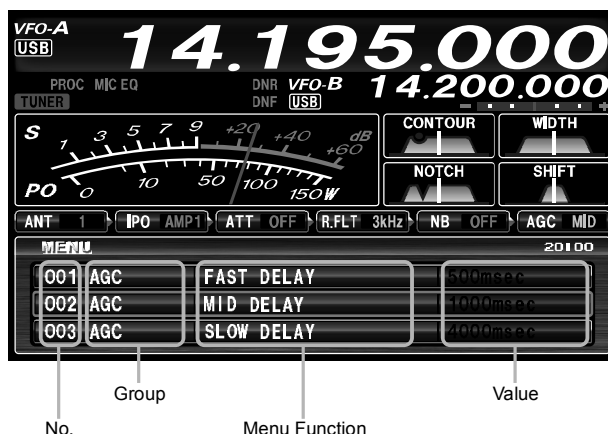 VFO-A
USB
14.195.000
PROC MIC EQ
TUNER
DNR
DNF
VFO-B
USB
14.200.000
S 1 3 5 7 9 +20 +40 +60 dB
PO 0 10 50 100 150 W
CONTOUR
WIDTH
NOTCH
SHIFT
ANT 1 IPO AMP1 ATT OFF R.FLT 3kHz NB OFF AGC MID
MENU 20:00
001 AGC FAST DELAY 500msec
002 AGC MID DELAY 1000msec
003 AGC SLOW DELAY 4000msec
Group
Value
No.
Menu Function